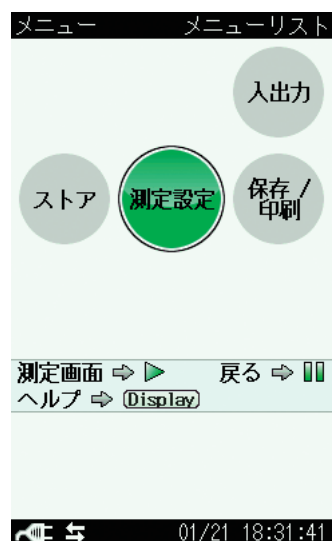 メニュー メニューリスト
入出力
ストア 測定設定 保存/
印刷
測定画面 ⇨ ▷ 戻る ⇨ ▯▯
ヘルプ ⇨ Display
01/21 18:31:41